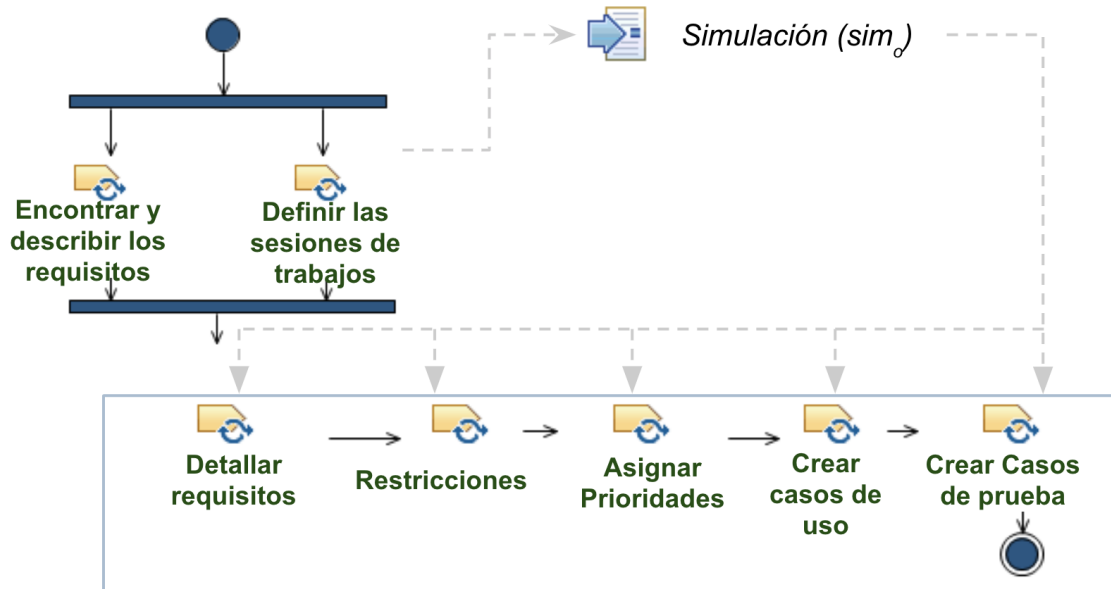 Simulación (simₒ)
Encontrar y
describir los
requisitos
Definir las
sesiones de
trabajos
Detallar
requisitos
Restricciones
Asignar
Prioridades
Crear
casos de
uso
Crear Casos
de prueba